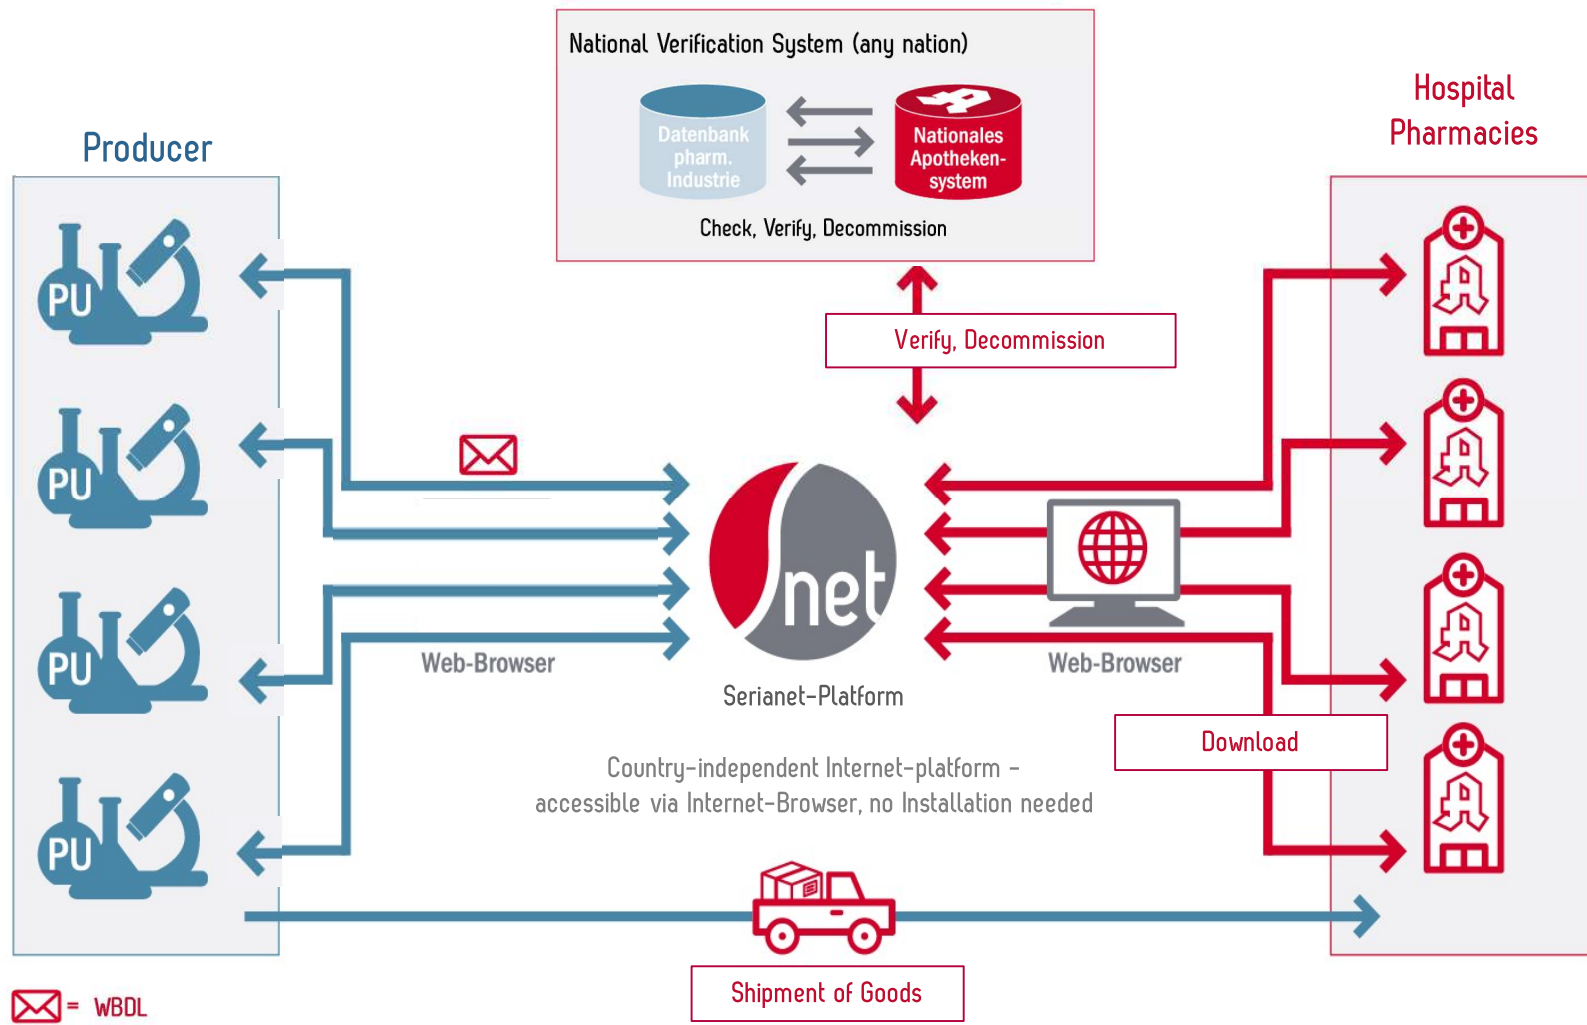 National Verification System (any nation)
Datenbank
pharm.
Industrie
Nationales
Apotheken-
system
Check, Verify, Decommission
Producer
Hospital
Pharmacies
PU
PU
PU
PU
Verify, Decommission
net
Web-Browser
Web-Browser
Serianet-Platform
Download
Country-independent Internet-platform -
accessible via Internet-Browser, no Installation needed
Shipment of Goods
= WBDL